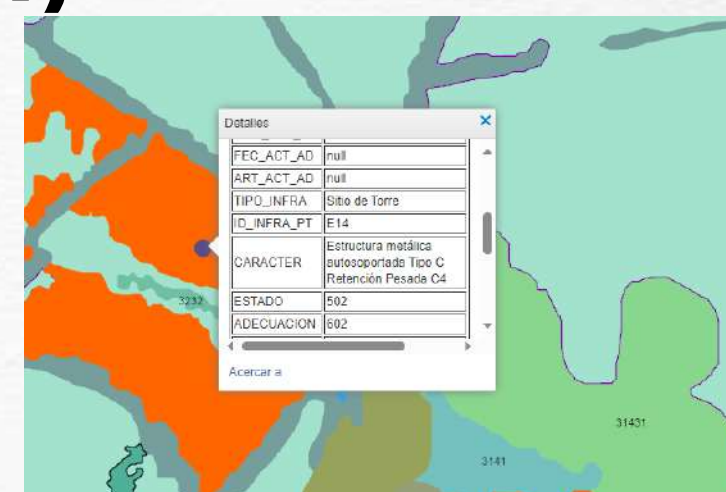 Detalles
FEC_ACT_AD null
ART_ACT_AD null
TIPO_INFRA Sitio de Torre
ID_INFRA_PT E14
CARACTER Estructura metálica autosoportada Tipo C Retención Pesada C4
ESTADO 502
ADECUACION 602
Acercar a
3232
31431
3141